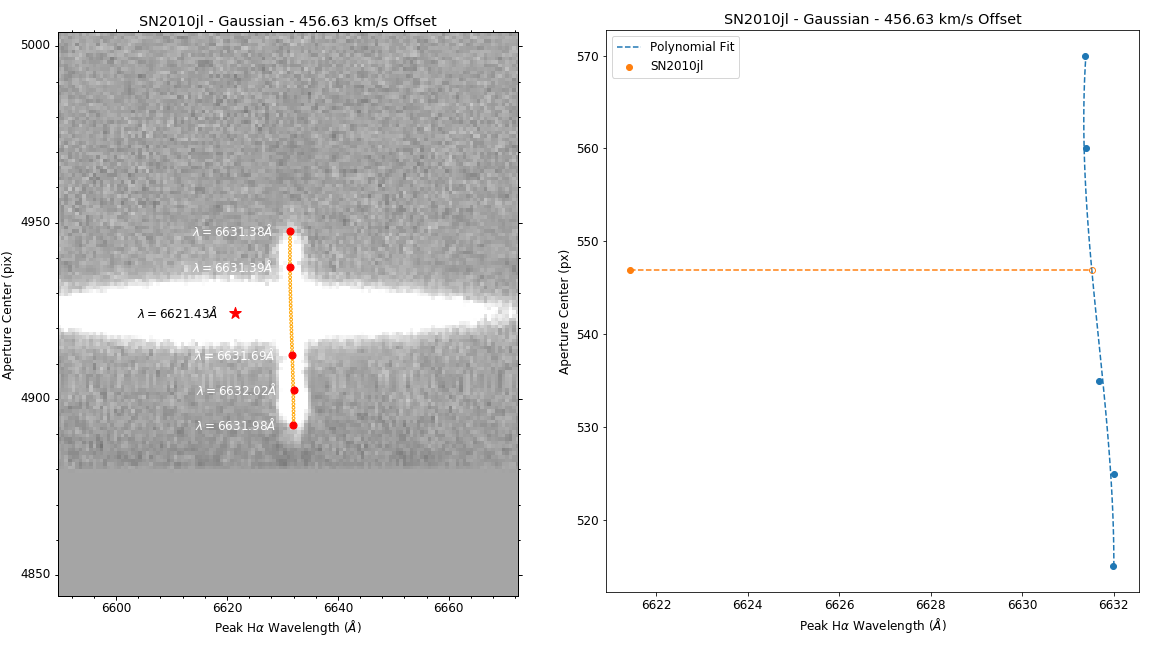 SN2010jl - Gaussian - 456.63 km/s Offset
5000
4950
4900
4850
Aperture Center (pix)
λ = 6631.38Å
λ = 6631.39Å
λ = 6621.43Å
λ = 6631.69Å
λ = 6632.02Å
λ = 6631.98Å
6600 6620 6640 6660
Peak Hα Wavelength (Å)
SN2010jl - Gaussian - 456.63 km/s Offset
Polynomial Fit
SN2010jl
570
560
550
540
530
520
Aperture Center (px)
6622 6624 6626 6628 6630 6632
Peak Hα Wavelength (Å)